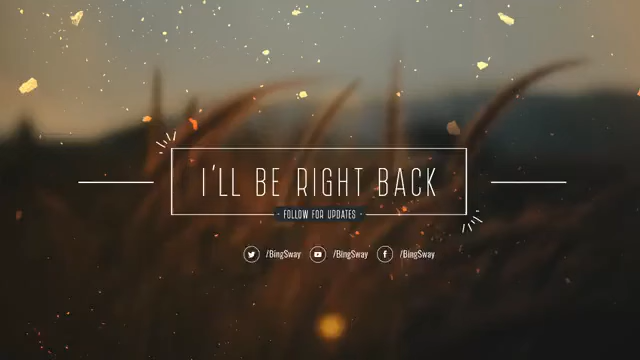 I'LL BE RIGHT BACK
- FOLLOW FOR UPDATES -
/BingSway /BingSway /BingSway